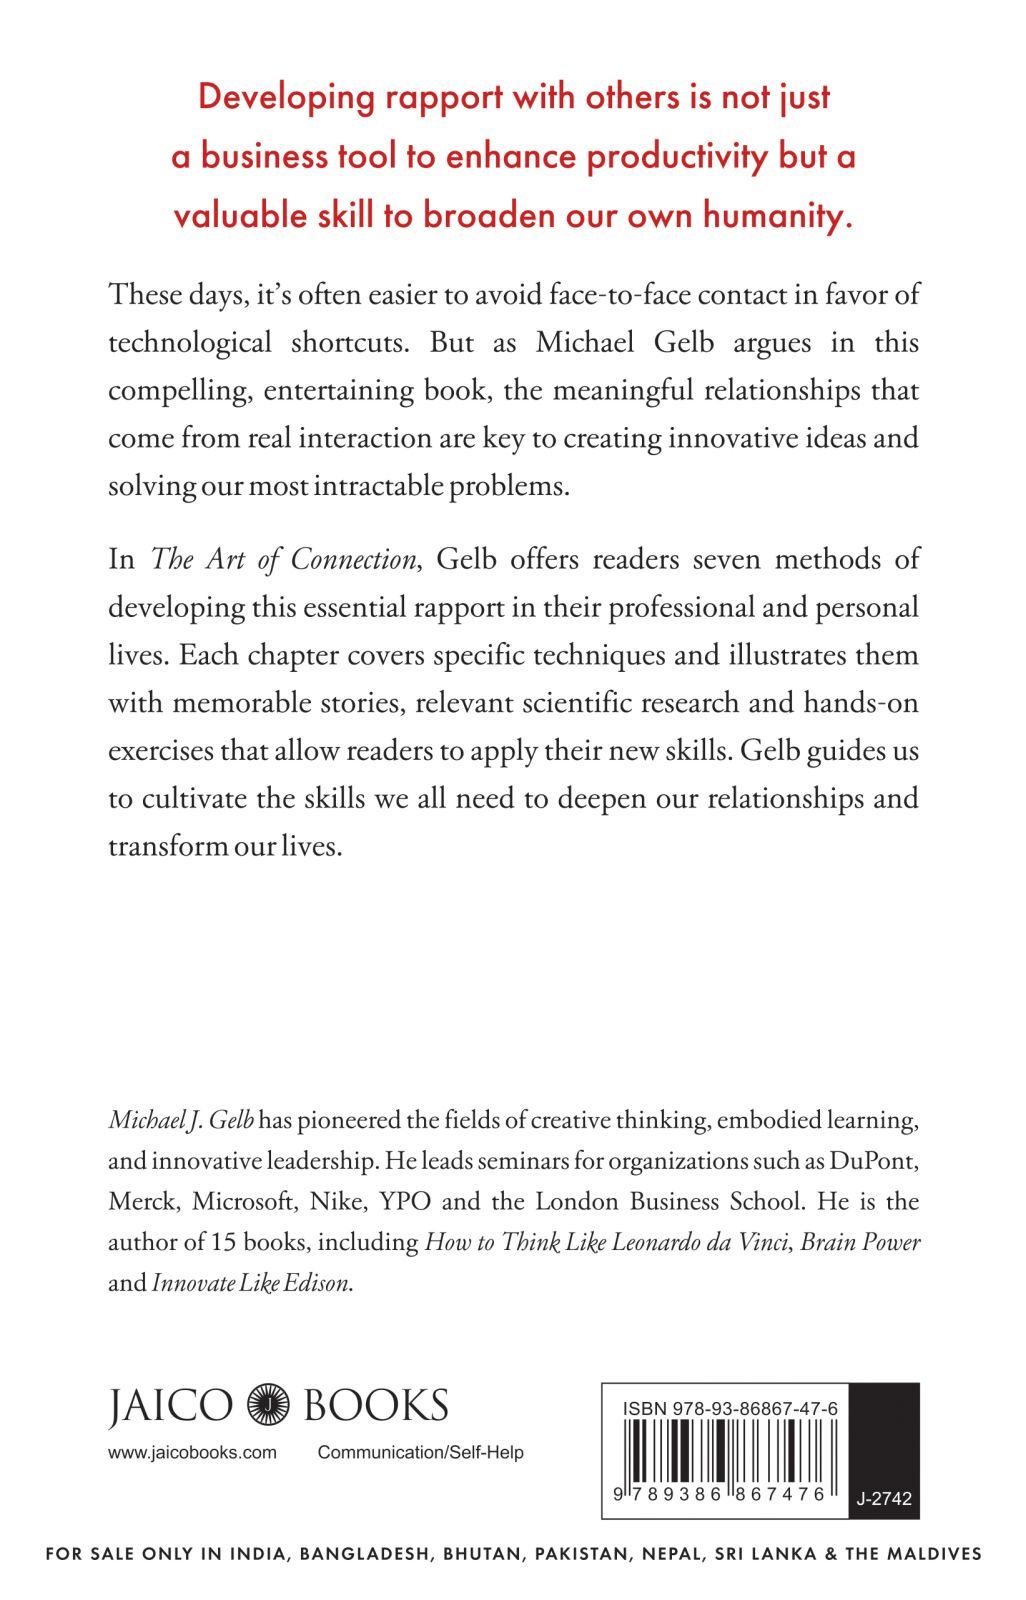 Developing rapport with others is not just
a business tool to enhance productivity but a
valuable skill to broaden our own humanity.
These days, it's often easier to avoid face-to-face contact in favor of
technological shortcuts. But as Michael Gelb argues in this
compelling, entertaining book, the meaningful relationships that
come from real interaction are key to creating innovative ideas and
solving our most intractable problems.
In The Art of Connection, Gelb offers readers seven methods of
developing this essential rapport in their professional and personal
lives. Each chapter covers specific techniques and illustrates them
with memorable stories, relevant scientific research and hands-on
exercises that allow readers to apply their new skills. Gelb guides us
to cultivate the skills we all need to deepen our relationships and
transform our lives.
Michael J. Gelb has pioneered the fields of creative thinking, embodied learning,
and innovative leadership. He leads seminars for organizations such as DuPont,
Merck, Microsoft, Nike, YPO and the London Business School. He is the
author of 15 books, including How to Think Like Leonardo da Vinci, Brain Power
and Innovate Like Edison.
JAICO J BOOKS
www.jaicobooks.com Communication/Self-Help
ISBN 978-93-86867-47-6
9 789386 867476
J-2742
FOR SALE ONLY IN INDIA, BANGLADESH, BHUTAN, PAKISTAN, NEPAL, SRI LANKA & THE MALDIVES